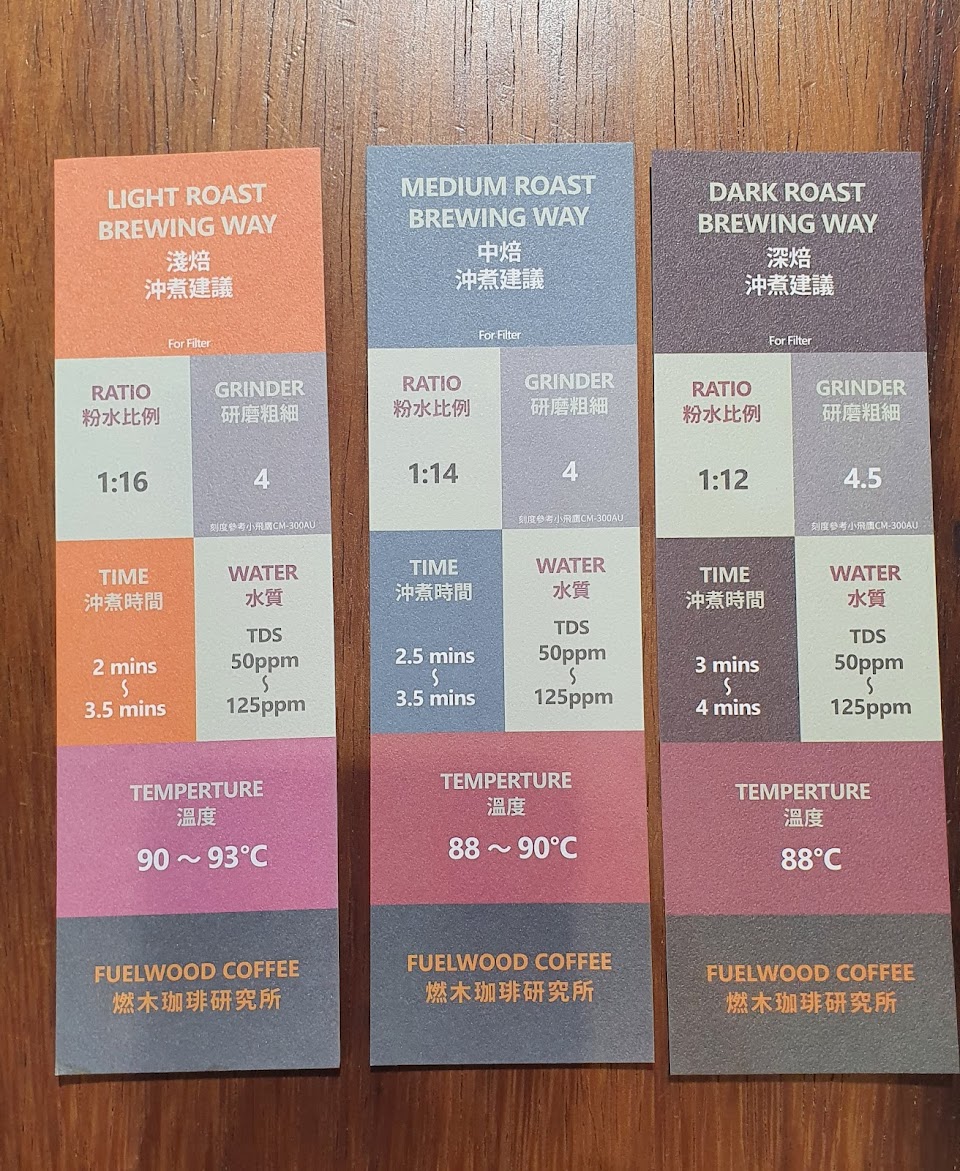 LIGHT ROAST
BREWING WAY
淺焙
沖煮建議
For Filter
RATIO
粉水比例
1:16
GRINDER
研磨粗細
4
刻度參考小飛鷹CM-300AU
TIME
沖煮時間
2 mins
~
3.5 mins
WATER
水質
TDS
50ppm
~
125ppm
TEMPERTURE
溫度
90 ~ 93°C
FUELWOOD COFFEE
燃木珈琲研究所
MEDIUM ROAST
BREWING WAY
中焙
沖煮建議
For Filter
RATIO
粉水比例
1:14
GRINDER
研磨粗細
4
刻度參考小飛鷹CM-300AU
TIME
沖煮時間
2.5 mins
~
3.5 mins
WATER
水質
TDS
50ppm
~
125ppm
TEMPERTURE
溫度
88 ~ 90°C
FUELWOOD COFFEE
燃木珈琲研究所
DARK ROAST
BREWING WAY
深焙
沖煮建議
For Filter
RATIO
粉水比例
1:12
GRINDER
研磨粗細
4.5
刻度參考小飛鷹CM-300AU
TIME
沖煮時間
3 mins
~
4 mins
WATER
水質
TDS
50ppm
~
125ppm
TEMPERTURE
溫度
88°C
FUELWOOD COFFEE
燃木珈琲研究所